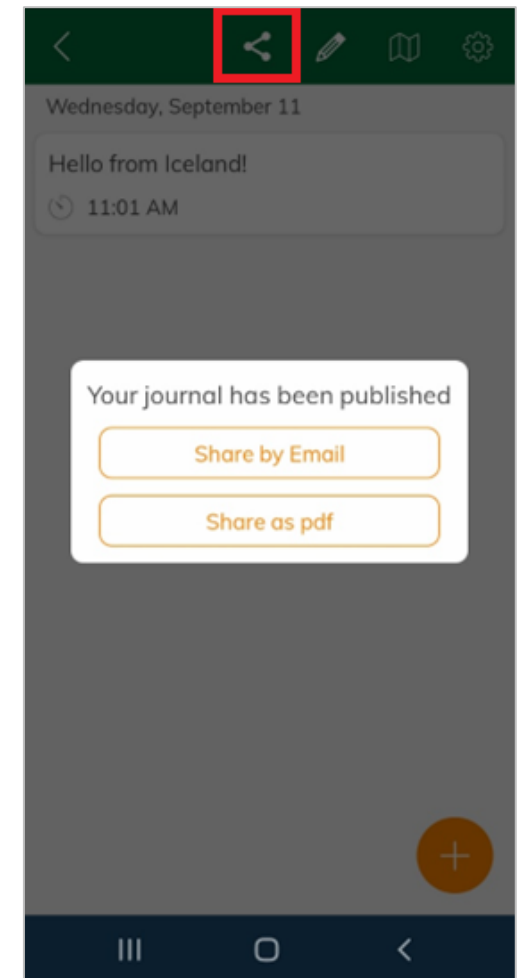 Wednesday, September 11
Hello from Iceland!
11:01 AM
Your journal has been published
Share by Email
Share as pdf